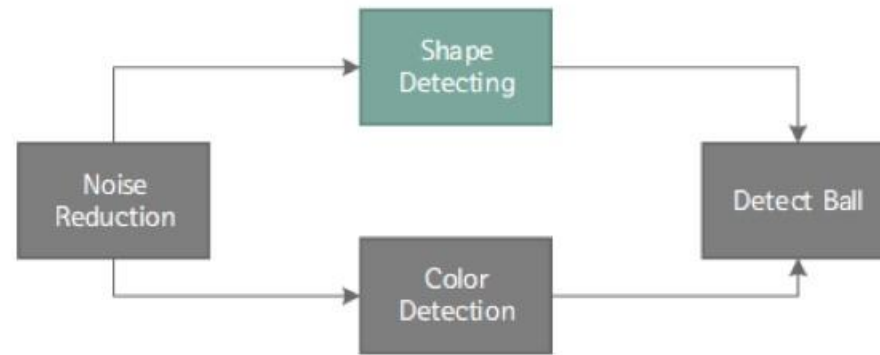 Shape
Detecting
Noise
Reduction
Detect Ball
Color
Detection